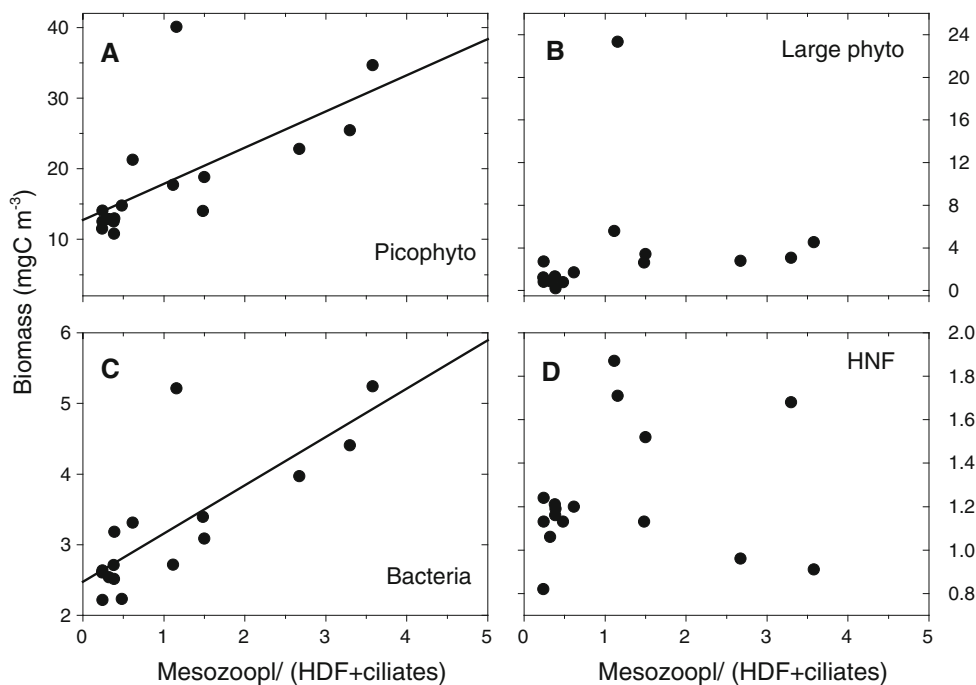 A
40
30
20
10
Picophyto
B
Large phyto
24
20
16
12
8
4
0
Biomass (mgC m-3)
C
6
5
4
3
2
Bacteria
0 1 2 3 4 5
Mesozoopl/ (HDF+ciliates)
D
HNF
2.0
1.8
1.6
1.4
1.2
1.0
0.8
0 1 2 3 4 5
Mesozoopl/ (HDF+ciliates)